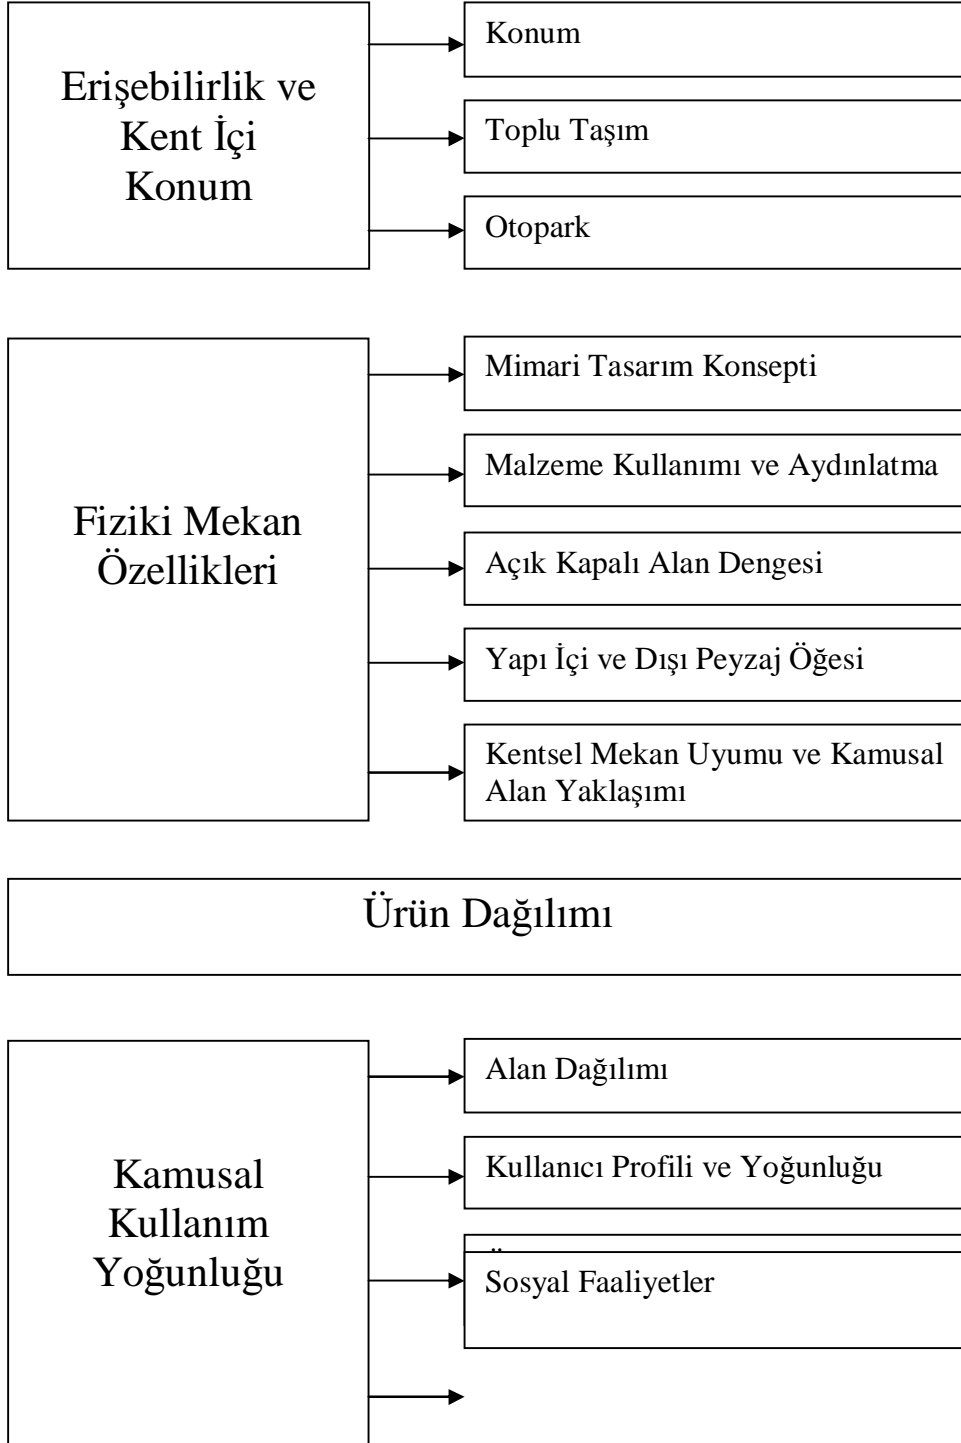 Erişebilirlik ve
Kent İçi
Konum
Konum
Toplu Taşım
Otopark
Fiziki Mekan
Özellikleri
Mimari Tasarım Konsepti
Malzeme Kullanımı ve Aydınlatma
Açık Kapalı Alan Dengesi
Yapı İçi ve Dışı Peyzaj Öğesi
Kentsel Mekan Uyumu ve Kamusal
Alan Yaklaşımı
Ürün Dağılımı
Kamusal
Kullanım
Yoğunluğu
Alan Dağılımı
Kullanıcı Profili ve Yoğunluğu
Sosyal Faaliyetler